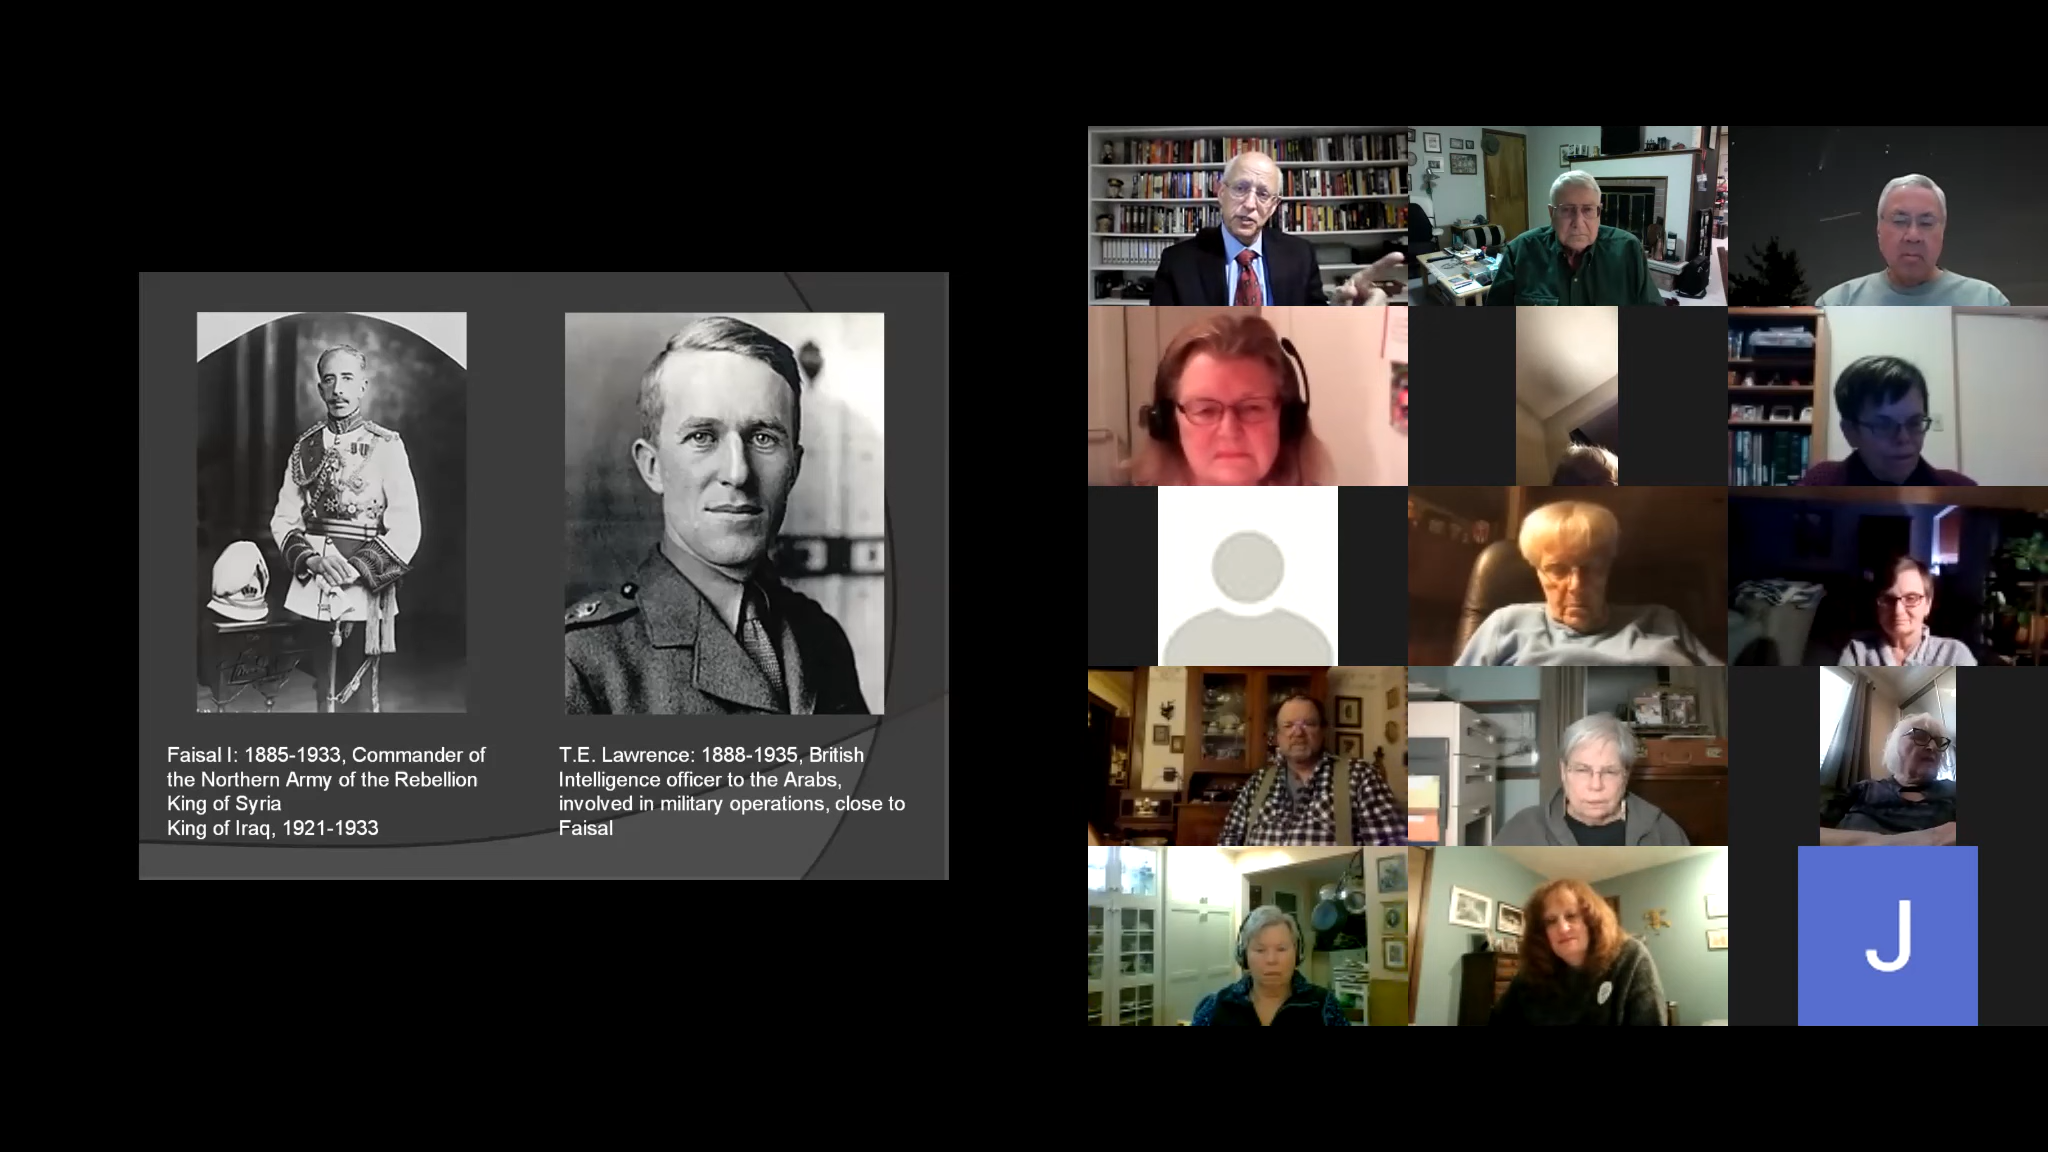 Faisal I: 1885-1933, Commander of
the Northern Army of the Rebellion
King of Syria
King of Iraq, 1921-1933
T.E. Lawrence: 1888-1935, British
Intelligence officer to the Arabs,
involved in military operations, close to
Faisal
J